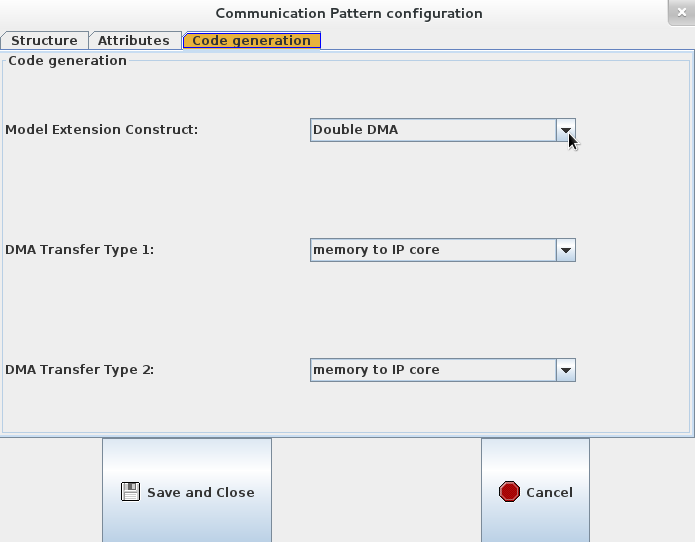 Communication Pattern configuration
Structure Attributes Code generation
Code generation
Model Extension Construct: Double DMA
DMA Transfer Type 1: memory to IP core
DMA Transfer Type 2: memory to IP core
Save and Close Cancel